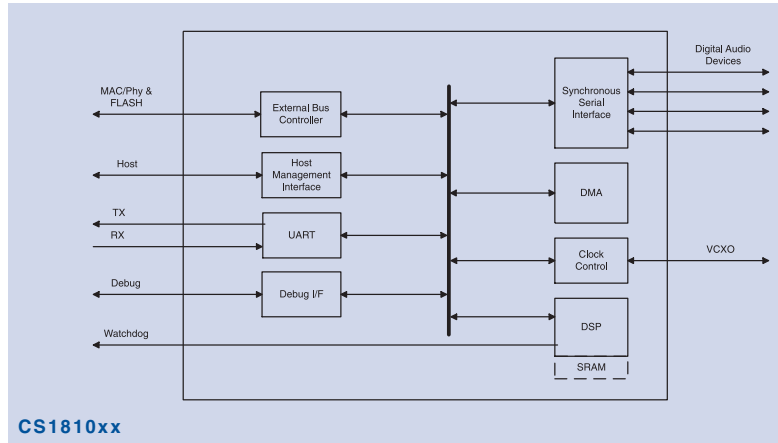 Digital Audio
Devices
MAC/Phy &
FLASH
External Bus
Controller
Synchronous
Serial
Interface
Host
Host
Management
Interface
DMA
TX
RX
UART
Clock
Control
VCXO
Debug
Debug I/F
DSP
Watchdog
SRAM
CS1810xx